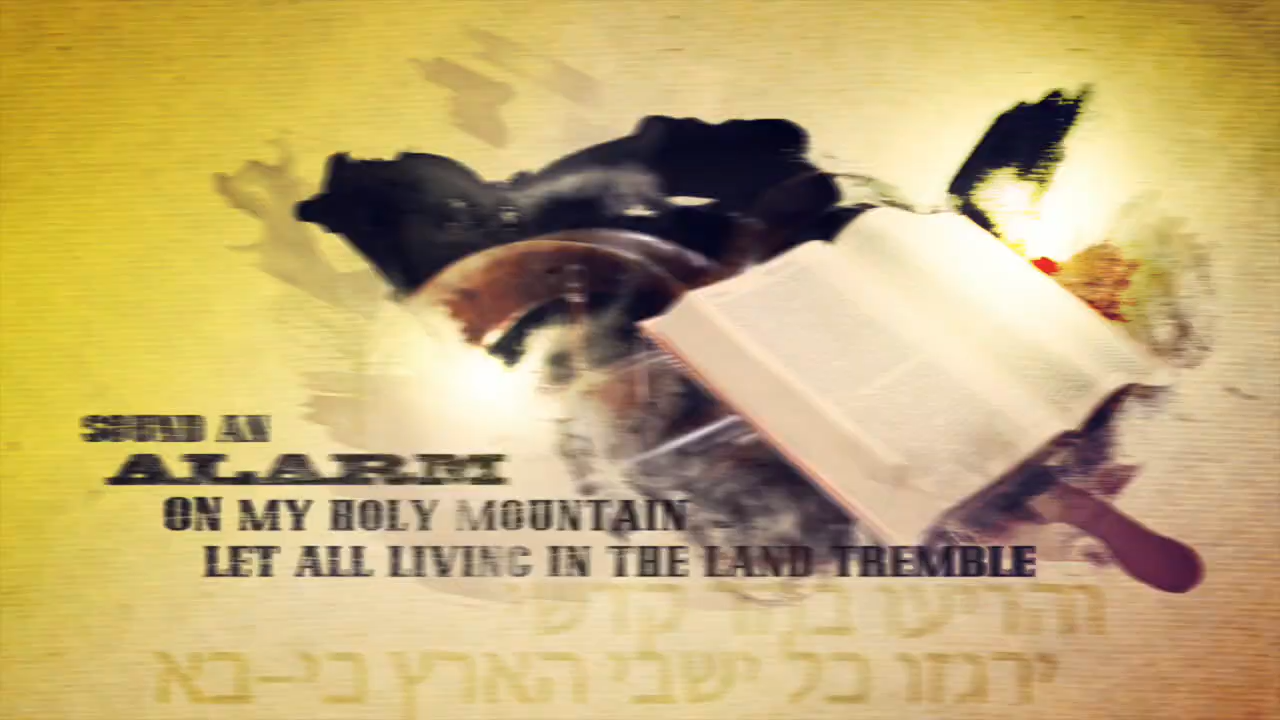 SOUND AN
ALARM
ON MY HOLY MOUNTAIN
LET ALL LIVING IN THE LAND TREMBLE
והריעו בהר קדשי
ירגזו כל ישבי הארץ כי-בא